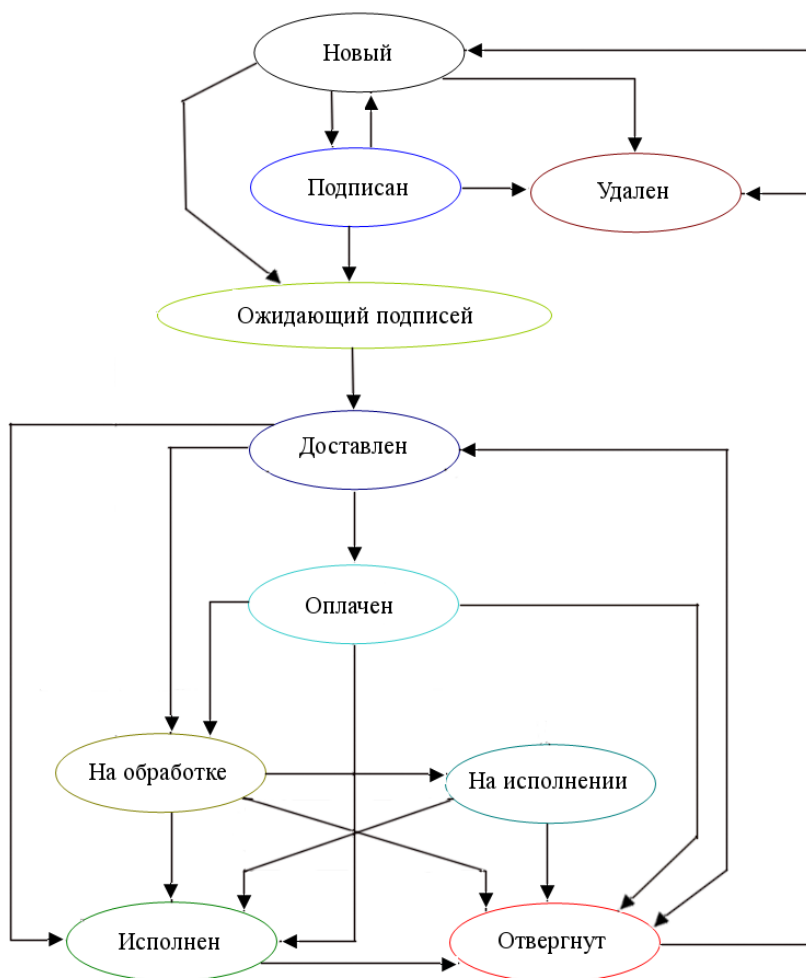 Новый
Подписан
Удален
Ожидающий подписей
Доставлен
Оплачен
На обработке
На исполнении
Исполнен
Отвергнут